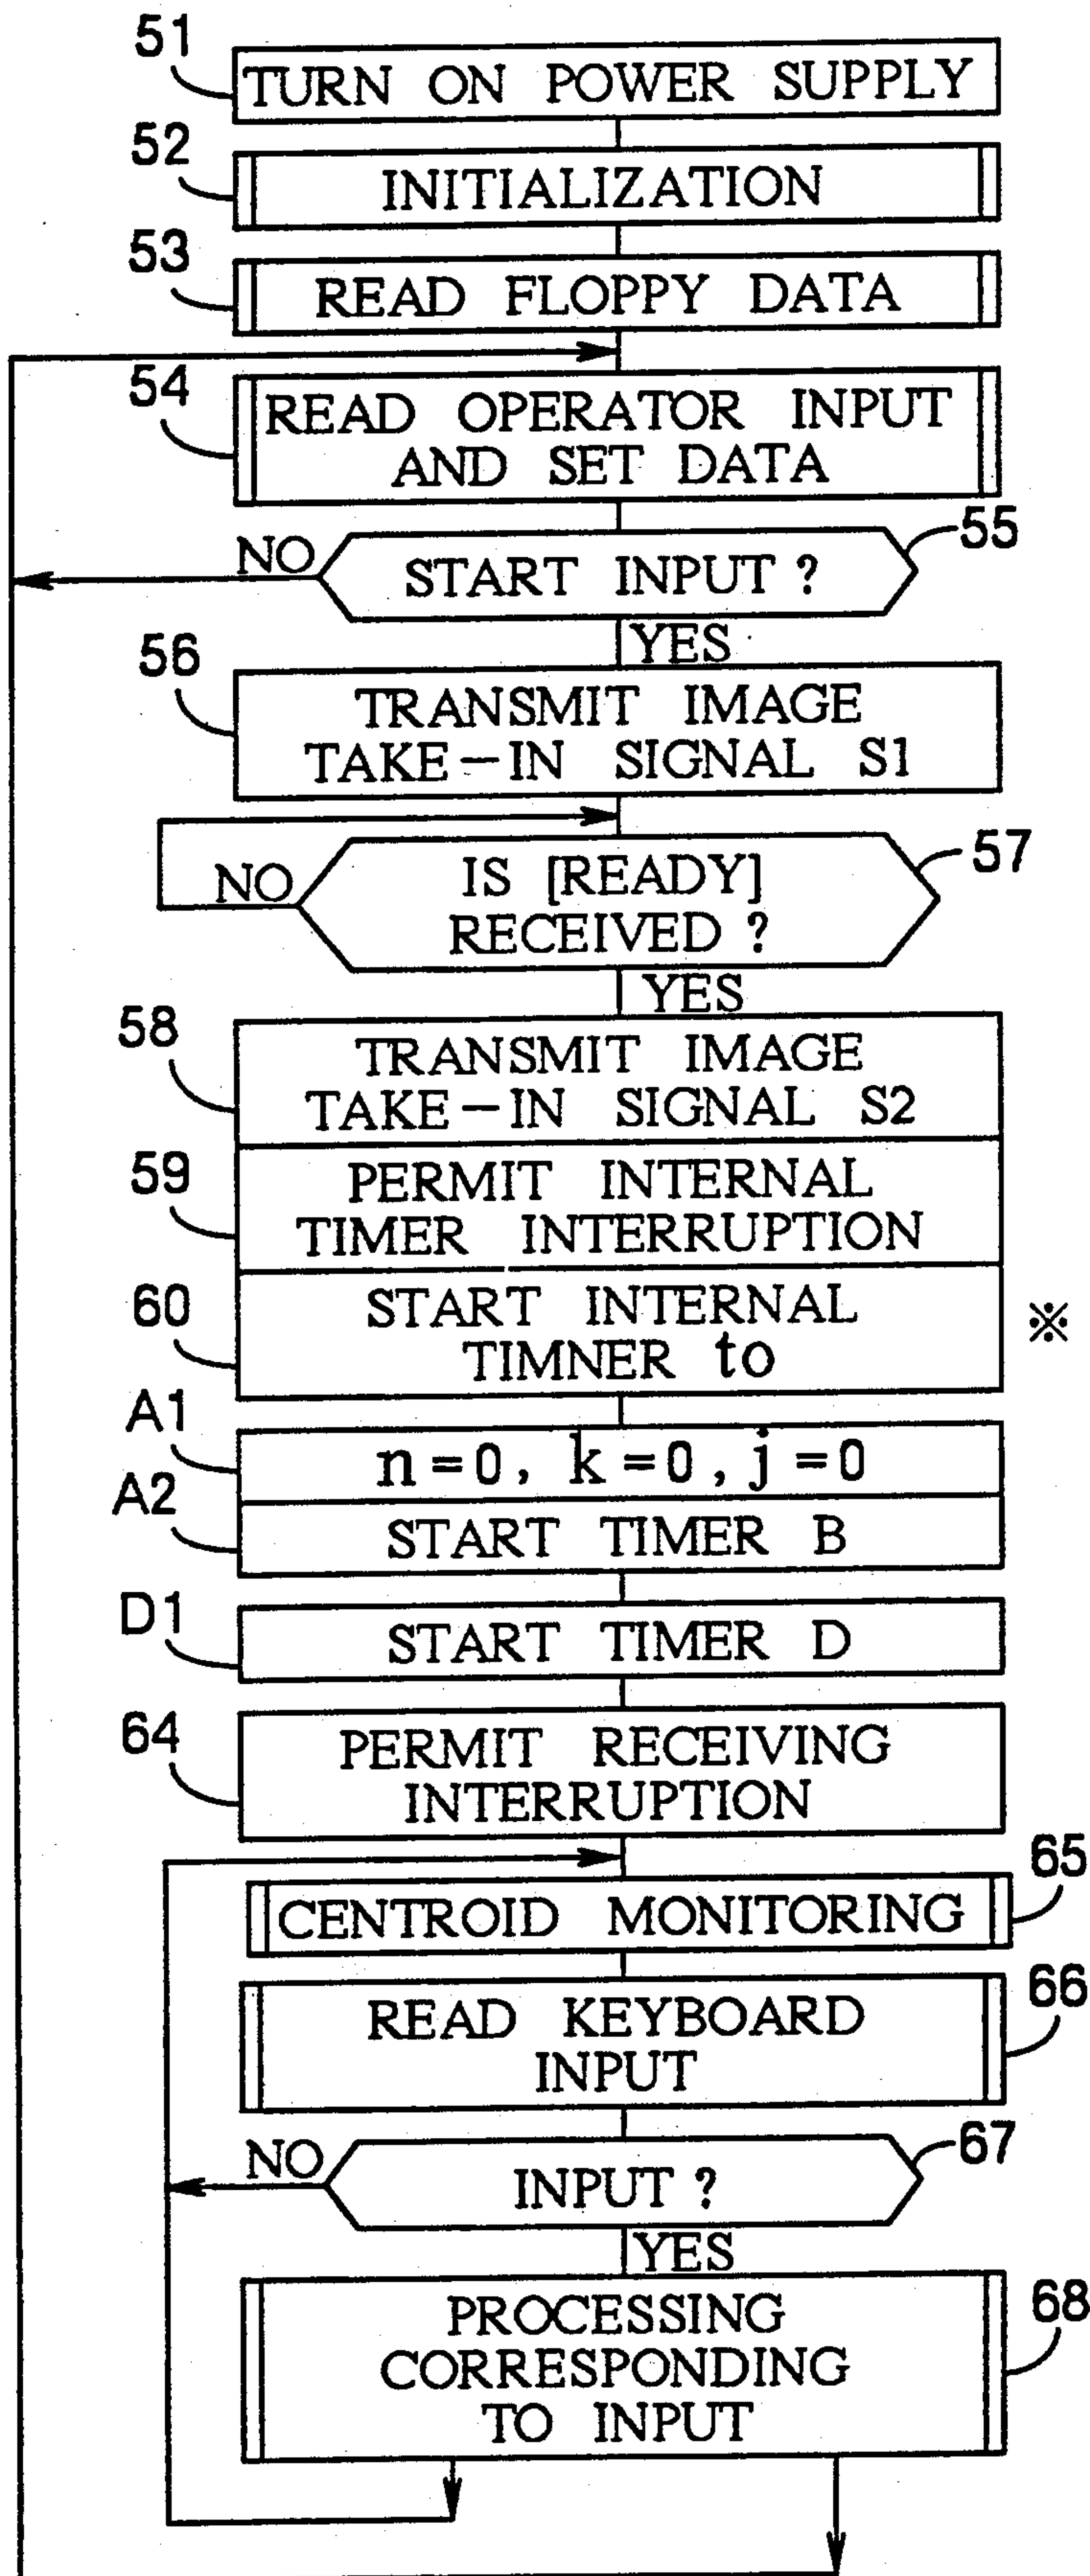 51
TURN ON POWER SUPPLY
52
INITIALIZATION
53
READ FLOPPY DATA
54
READ OPERATOR INPUT
AND SET DATA
55
NO
START INPUT ?
YES
56
TRANSMIT IMAGE
TAKE-IN SIGNAL S1
57
NO
IS [READY]
RECEIVED ?
YES
58
TRANSMIT IMAGE
TAKE-IN SIGNAL S2
59
PERMIT INTERNAL
TIMER INTERRUPTION
60
START INTERNAL
TIMNER to
※
A1
n=0, k=0, j=0
A2
START TIMER B
D1
START TIMER D
64
PERMIT RECEIVING
INTERRUPTION
65
CENTROID MONITORING
66
READ KEYBOARD
INPUT
67
NO
INPUT ?
YES
68
PROCESSING
CORRESPONDING
TO INPUT